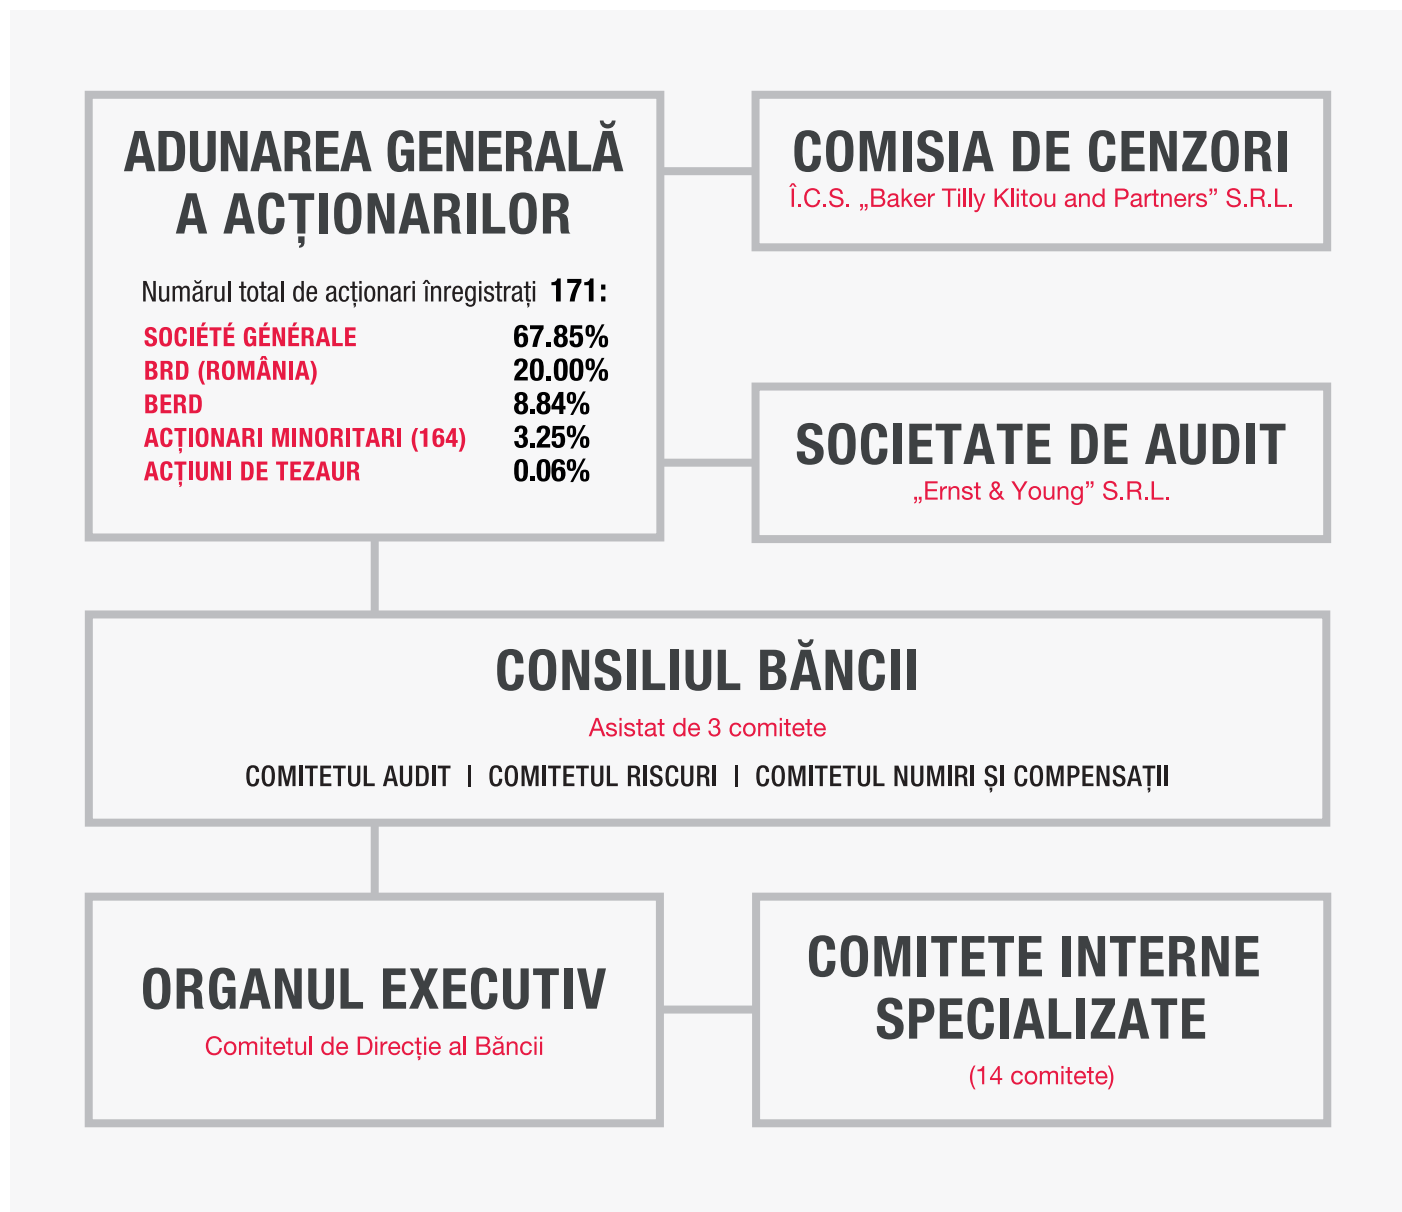 ADUNAREA GENERALĂ
A ACȚIONARILOR
Numărul total de acționari înregistrați 171:
SOCIÉTÉ GÉNÉRALE 67.85%
BRD (ROMÂNIA) 20.00%
BERD 8.84%
ACȚIONARI MINORITARI (164) 3.25%
ACȚIUNI DE TEZAUR 0.06%
COMISIA DE CENZORI
Î.C.S. „Baker Tilly Klitou and Partners” S.R.L.
SOCIETATE DE AUDIT
„Ernst & Young” S.R.L.
CONSILIUL BĂNCII
Asistat de 3 comitete
COMITETUL AUDIT | COMITETUL RISCURI | COMITETUL NUMIRI ȘI COMPENSAȚII
ORGANUL EXECUTIV
Comitetul de Direcție al Băncii
COMITETE INTERNE
SPECIALIZATE
(14 comitete)